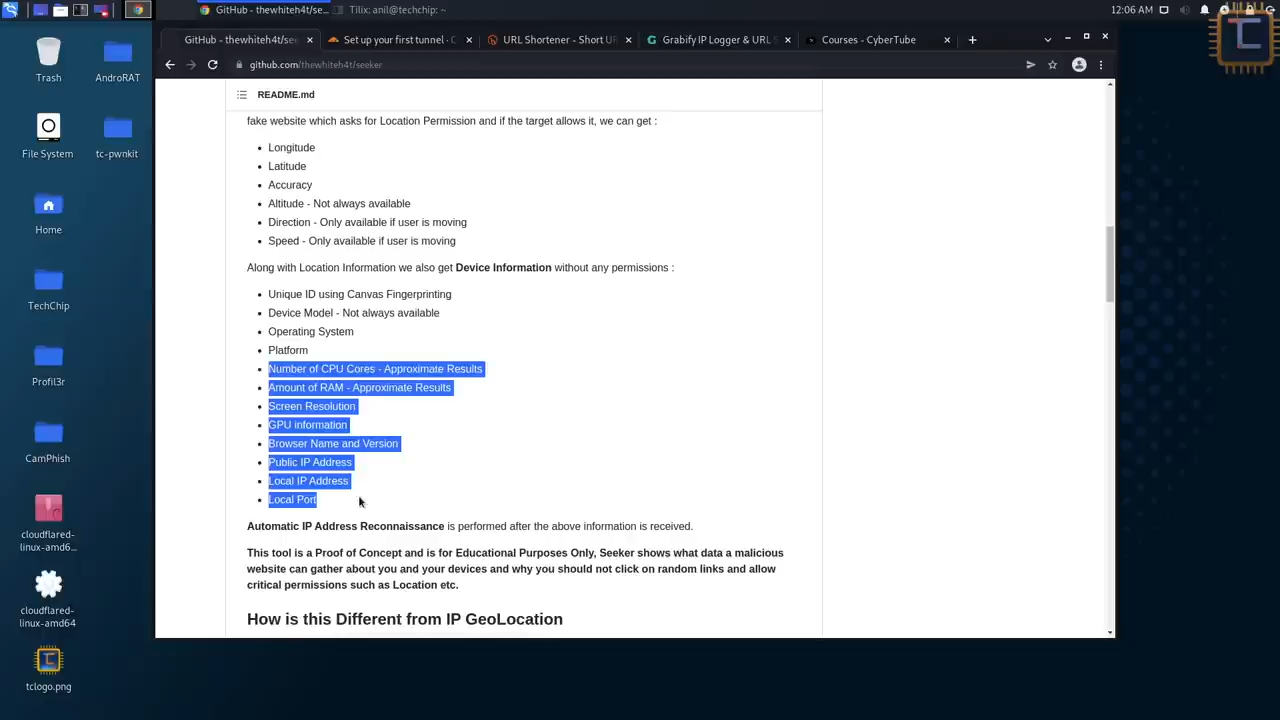 GitHub - thewhiteh4t/see...
Tilix: anil@techchip: ~
12:06 AM
GitHub - thewhiteh4t/see
Set up your first tunnel - C
URL Shortener - Short UR
Grabify IP Logger & URL S
Courses - CyberTube
github.com/thewhiteh4t/seeker
README.md
fake website which asks for Location Permission and if the target allows it, we can get :
Longitude
Latitude
Accuracy
Altitude - Not always available
Direction - Only available if user is moving
Speed - Only available if user is moving
Along with Location Information we also get Device Information without any permissions :
Unique ID using Canvas Fingerprinting
Device Model - Not always available
Operating System
Platform
Number of CPU Cores - Approximate Results
Amount of RAM - Approximate Results
Screen Resolution
GPU information
Browser Name and Version
Public IP Address
Local IP Address
Local Port
Automatic IP Address Reconnaissance is performed after the above information is received.
This tool is a Proof of Concept and is for Educational Purposes Only, Seeker shows what data a malicious
website can gather about you and your devices and why you should not click on random links and allow
critical permissions such as Location etc.
How is this Different from IP GeoLocation
Trash
AndroRAT
File System
tc-pwnkit
Home
TechChip
Profil3r
CamPhish
cloudflared-
linux-amd6...
cloudflared-
linux-amd64
tclogo.png